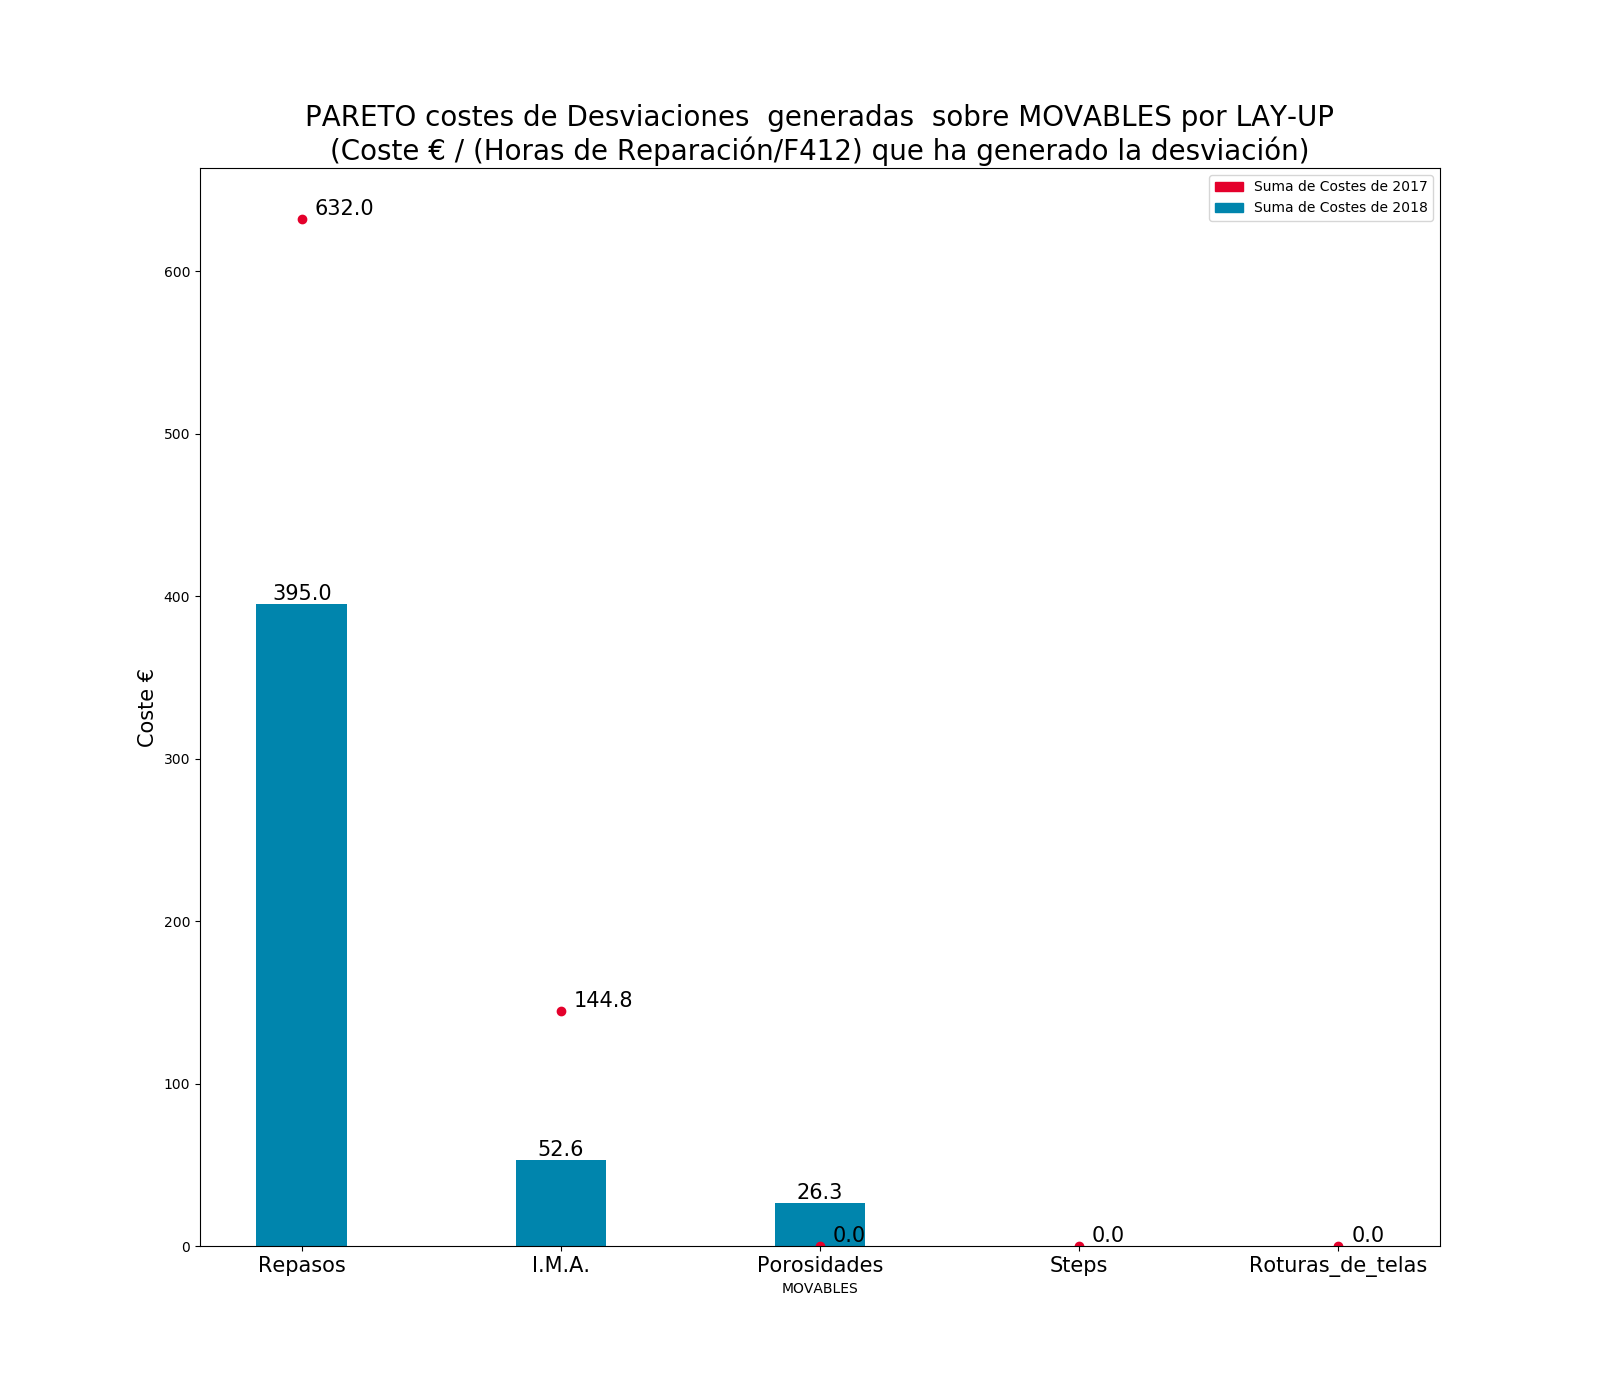 PARETO costes de Desviaciones  generadas  sobre MOVABLES por LAY-UP
(Coste € / (Horas de Reparación/F412) que ha generado la desviación)
Suma de Costes de 2017
Suma de Costes de 2018
632.0
600
500
395.0
400
Coste €
300
200
144.8
100
52.6
26.3
0.0
0.0
0.0
0
Repasos
I.M.A.
Porosidades
Steps
Roturas_de_telas
MOVABLES